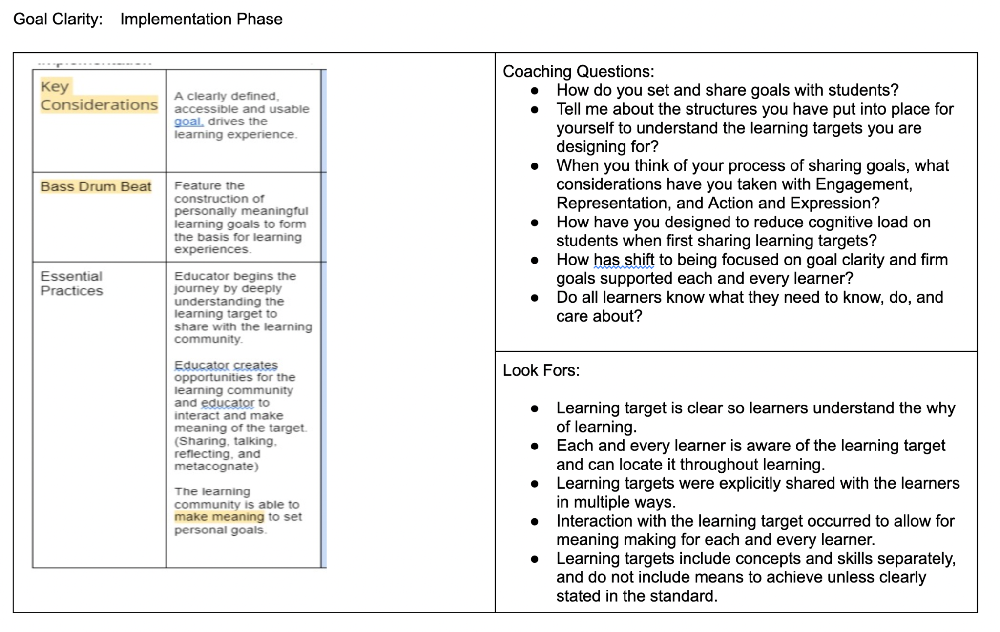 Goal Clarity: Implementation Phase
Key
Considerations
A clearly defined,
accessible and usable
goal, drives the
learning experience.
Bass Drum Beat
Feature the
construction of
personally meaningful
learning goals to form
the basis for learning
experiences.
Essential
Practices
Educator begins the
journey by deeply
understanding the
learning target to
share with the learning
community.
Educator creates
opportunities for the
learning community
and educator to
interact and make
meaning of the target.
(Sharing, talking,
reflecting, and
metacognate)
The learning
community is able to
make meaning to set
personal goals.
Coaching Questions:
● How do you set and share goals with students?
● Tell me about the structures you have put into place for
yourself to understand the learning targets you are
designing for?
● When you think of your process of sharing goals, what
considerations have you taken with Engagement,
Representation, and Action and Expression?
● How have you designed to reduce cognitive load on
students when first sharing learning targets?
● How has shift to being focused on goal clarity and firm
goals supported each and every learner?
● Do all learners know what they need to know, do, and
care about?
Look Fors:
● Learning target is clear so learners understand the why
of learning.
● Each and every learner is aware of the learning target
and can locate it throughout learning.
● Learning targets were explicitly shared with the learners
in multiple ways.
● Interaction with the learning target occurred to allow for
meaning making for each and every learner.
● Learning targets include concepts and skills separately,
and do not include means to achieve unless clearly
stated in the standard.